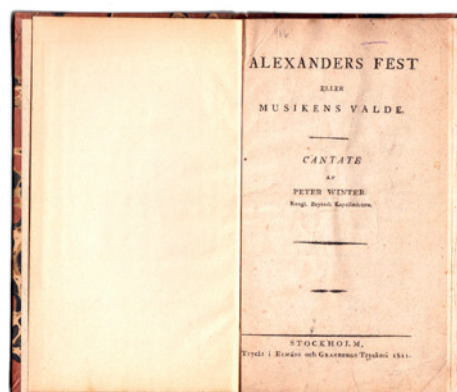 ALEXANDERS FEST
ELLER
MUSIKENS VÄLDE.
CANTATE
AF
PETER WINTER
Kongl. Bayersk Kapellmästare.
STOCKHOLM,
Tryckt i ELMÉNS och GRANBERGS Tryckeri 1811.